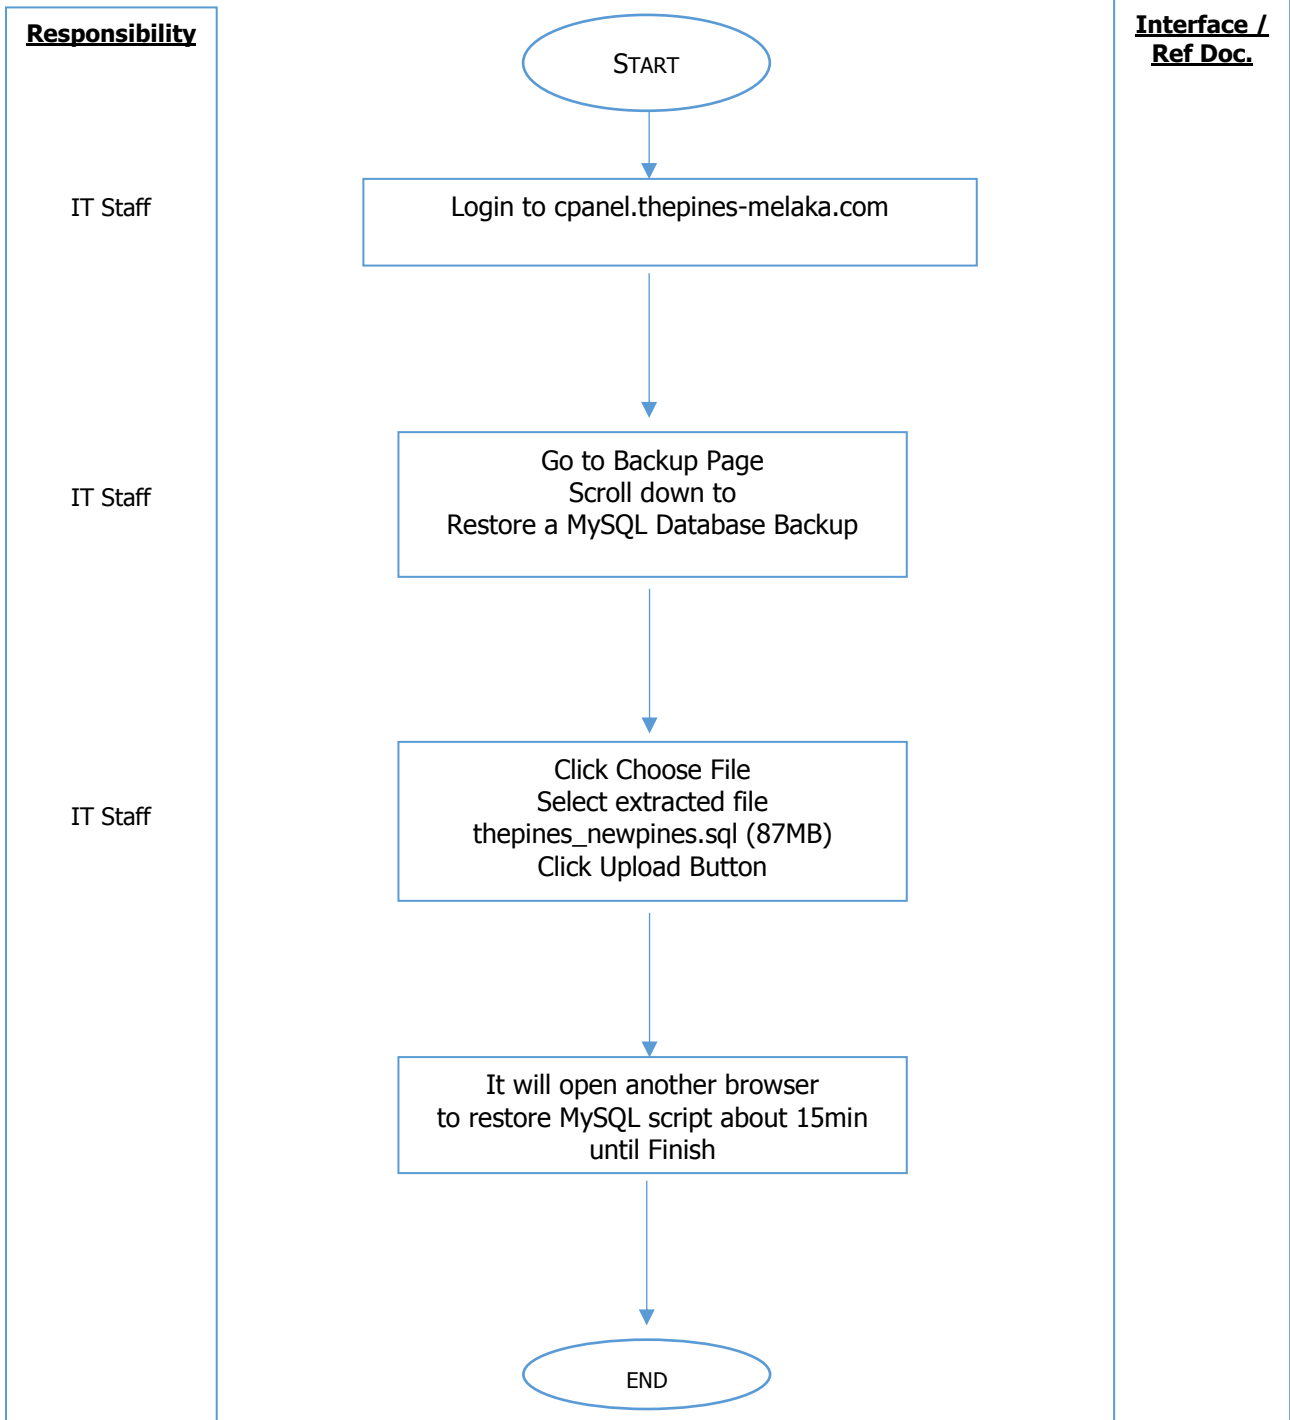 Responsibility
Interface /
Ref Doc.
START
IT Staff
Login to cpanel.thepines-melaka.com
IT Staff
Go to Backup Page
Scroll down to
Restore a MySQL Database Backup
IT Staff
Click Choose File
Select extracted file
thepines_newpines.sql (87MB)
Click Upload Button
It will open another browser
to restore MySQL script about 15min
until Finish
END